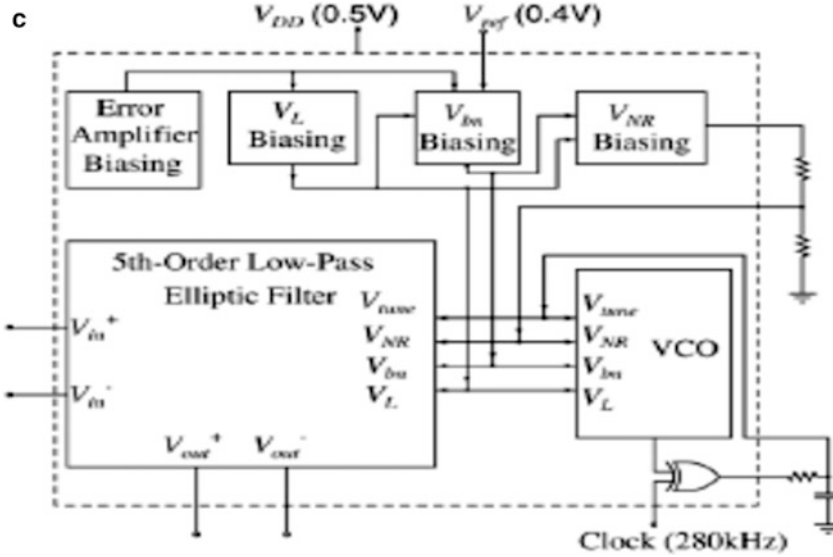 c
V_DD (0.5V)
V_ref (0.4V)
Error
Amplifier
Biasing
V_L
Biasing
V_bn
Biasing
V_NR
Biasing
5th-Order Low-Pass
Elliptic Filter
V_tune
V_NR
V_bn
V_L
V_in+
V_in-
V_out+
V_out-
V_tune
V_NR
V_bn
V_L
VCO
Clock (280kHz)